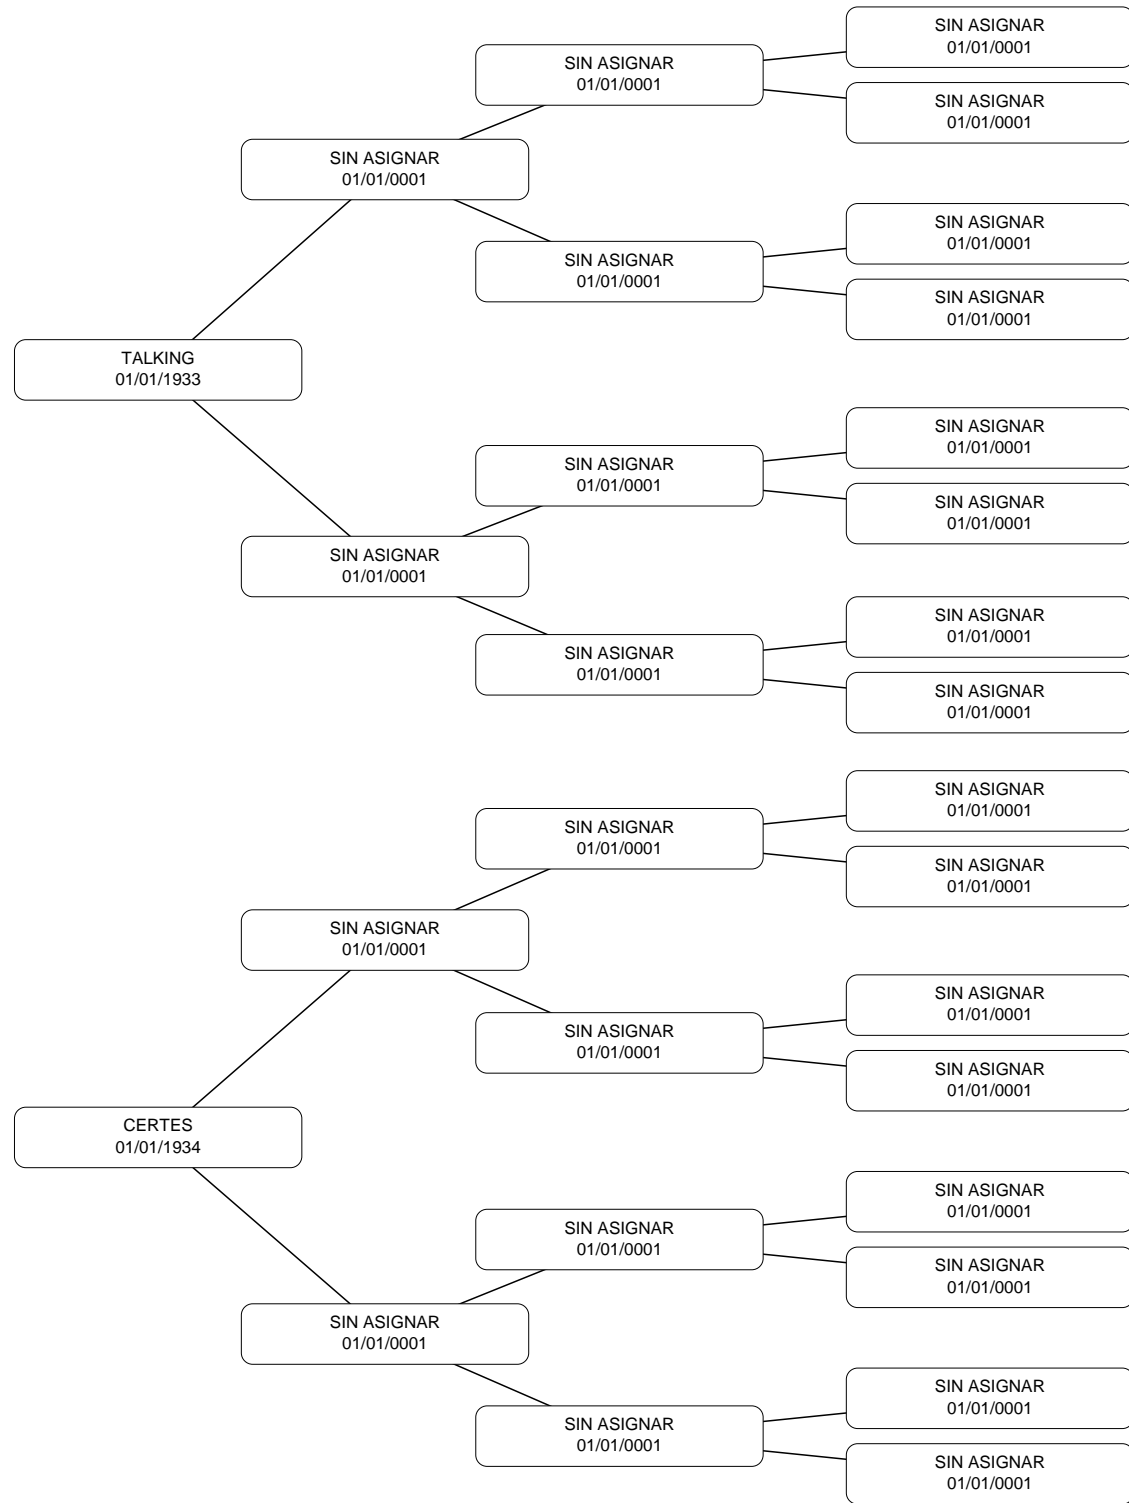 SIN ASIGNAR
01/01/0001
SIN ASIGNAR
01/01/0001
SIN ASIGNAR
01/01/0001
SIN ASIGNAR
01/01/0001
SIN ASIGNAR
01/01/0001
SIN ASIGNAR
01/01/0001
SIN ASIGNAR
01/01/0001
TALKING
01/01/1933
SIN ASIGNAR
01/01/0001
SIN ASIGNAR
01/01/0001
SIN ASIGNAR
01/01/0001
SIN ASIGNAR
01/01/0001
SIN ASIGNAR
01/01/0001
SIN ASIGNAR
01/01/0001
SIN ASIGNAR
01/01/0001
SIN ASIGNAR
01/01/0001
SIN ASIGNAR
01/01/0001
SIN ASIGNAR
01/01/0001
SIN ASIGNAR
01/01/0001
SIN ASIGNAR
01/01/0001
SIN ASIGNAR
01/01/0001
SIN ASIGNAR
01/01/0001
CERTES
01/01/1934
SIN ASIGNAR
01/01/0001
SIN ASIGNAR
01/01/0001
SIN ASIGNAR
01/01/0001
SIN ASIGNAR
01/01/0001
SIN ASIGNAR
01/01/0001
SIN ASIGNAR
01/01/0001
SIN ASIGNAR
01/01/0001